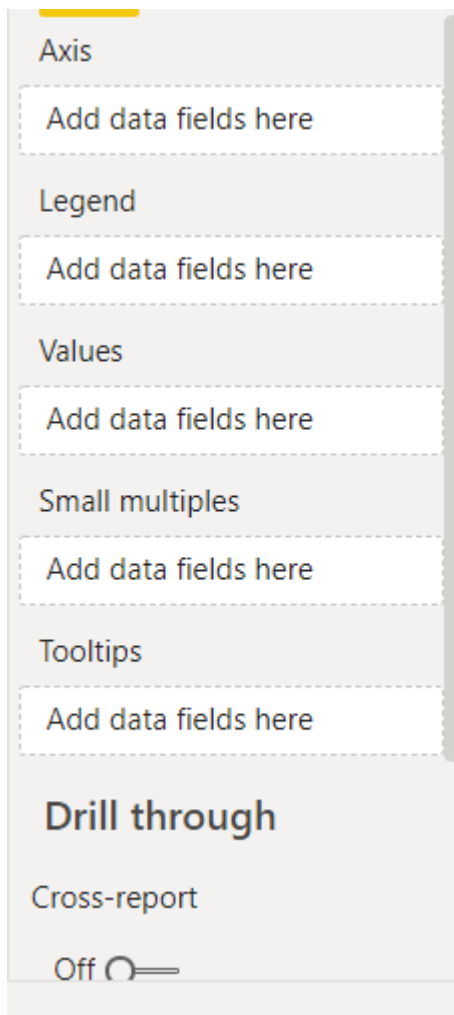 Axis
Add data fields here
Legend
Add data fields here
Values
Add data fields here
Small multiples
Add data fields here
Tooltips
Add data fields here
Drill through
Cross-report
Off